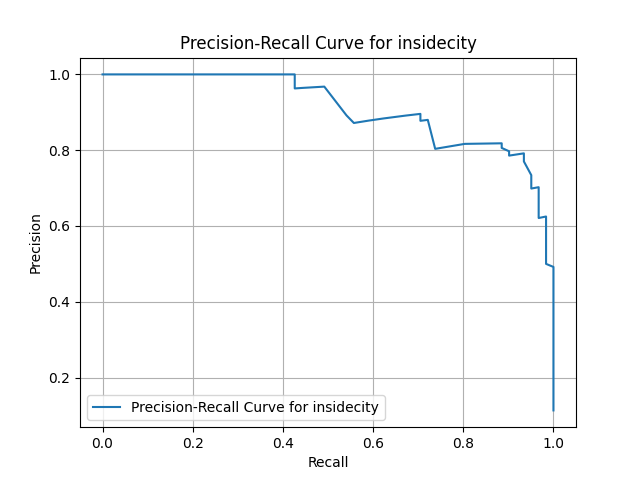 Precision-Recall Curve for insidecity
1.0
0.8
0.6
0.4
0.2
Precision
Precision-Recall Curve for insidecity
0.0 0.2 0.4 0.6 0.8 1.0
Recall